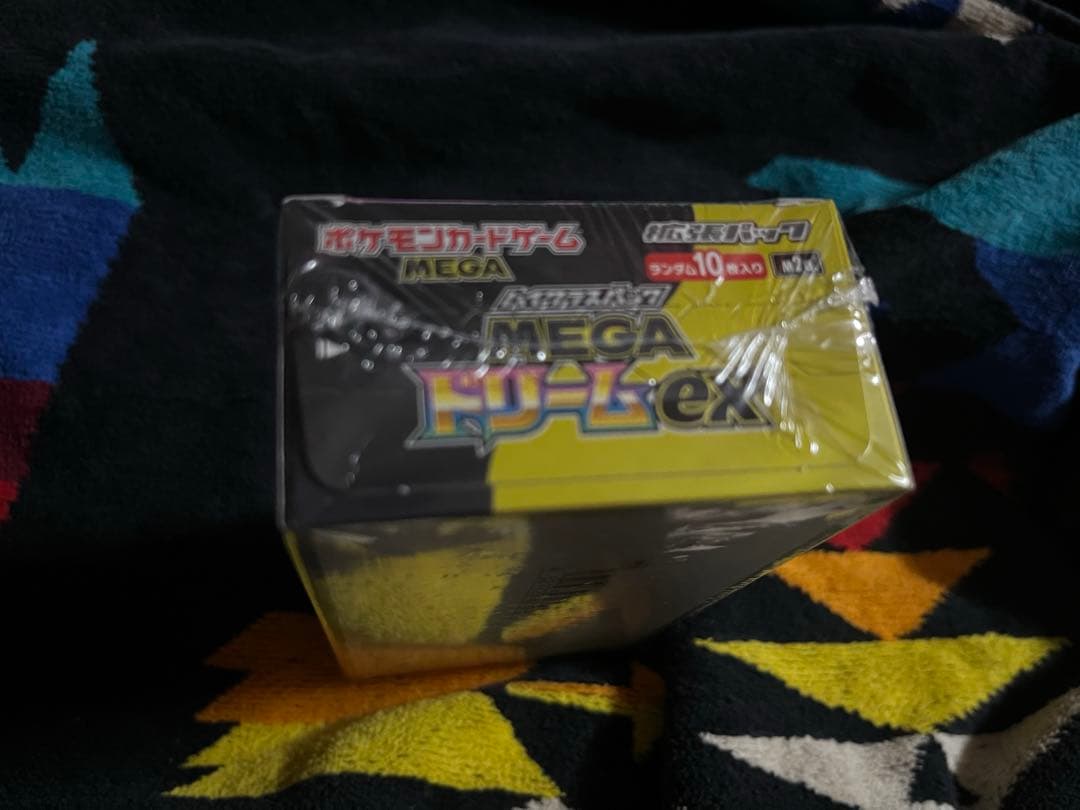 ポケモンカードゲーム
MEGA
拡張パック
ランダム10枚入り
M2a
ハイクラスパック
MEGA
ドリームex